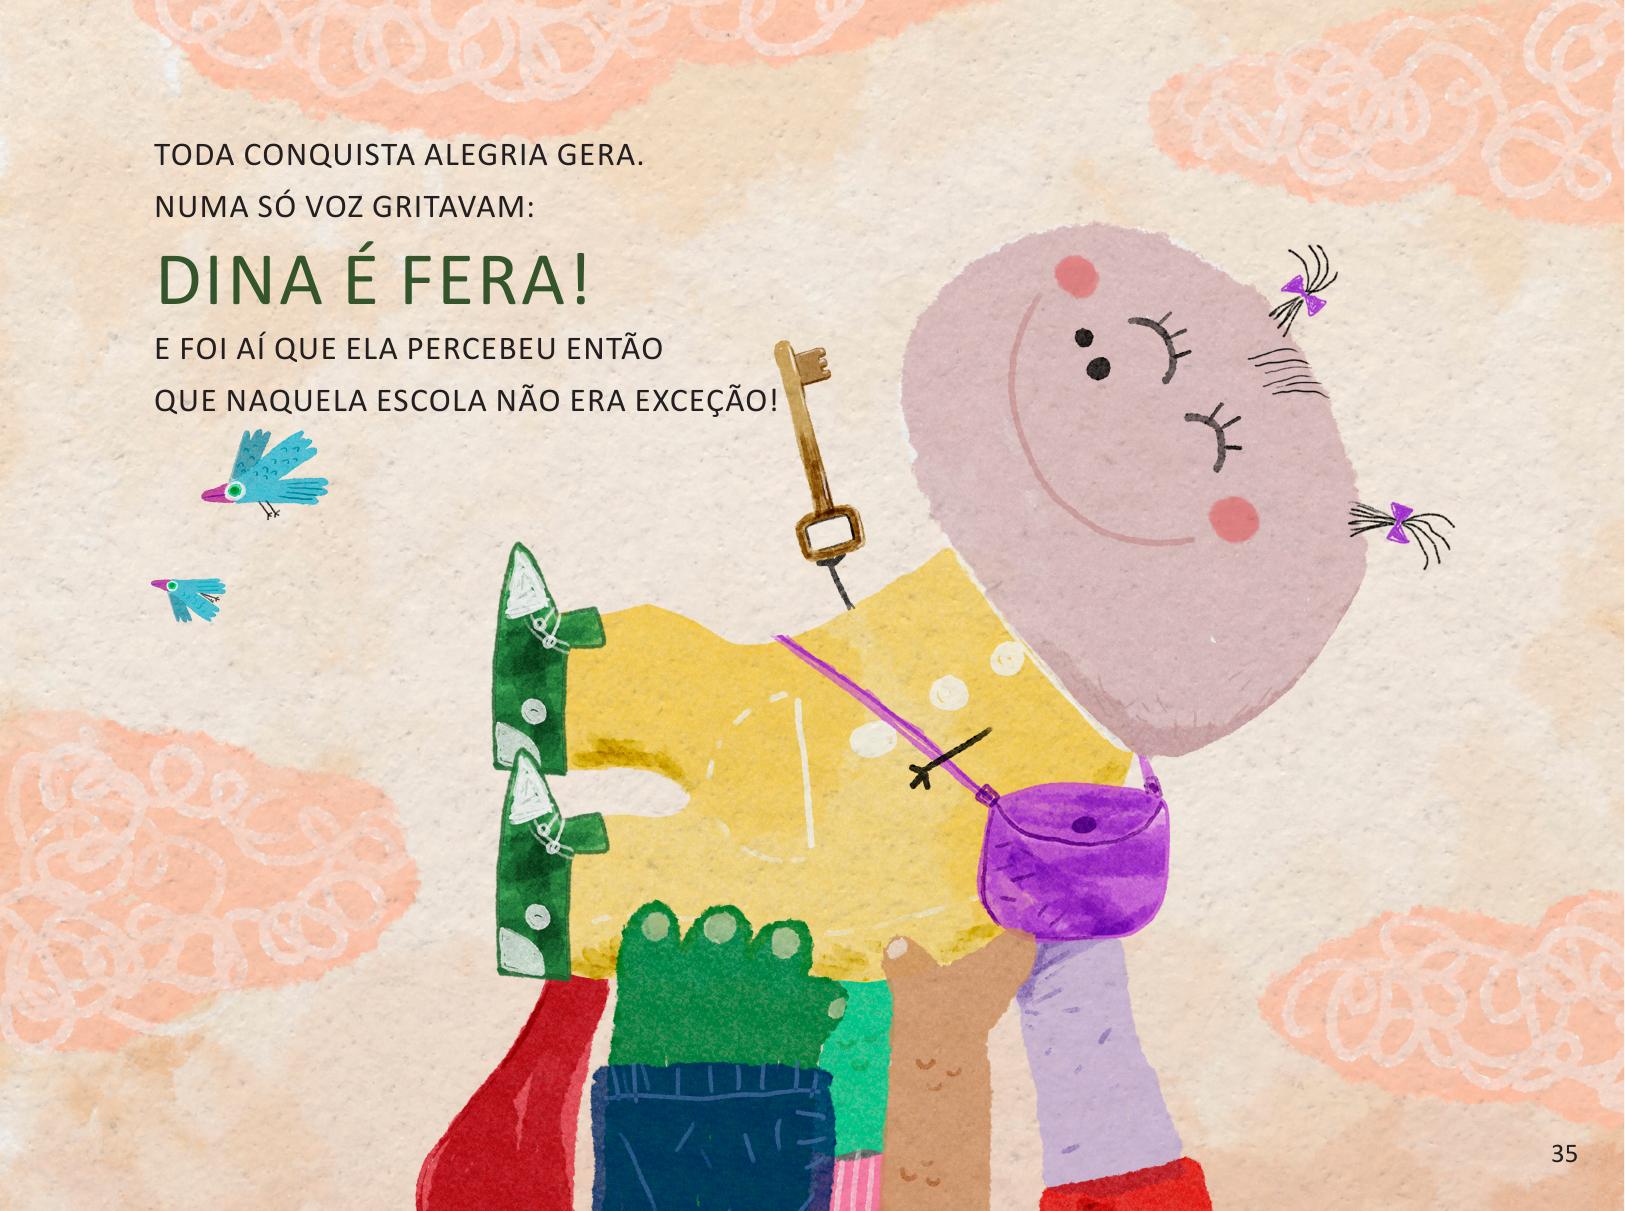 TODA CONQUISTA ALEGRIA GERA.
NUMA SÓ VOZ GRITAVAM:
DINA É FERA!
E FOI AÍ QUE ELA PERCEBEU ENTÃO
QUE NAQUELA ESCOLA NÃO ERA EXCEÇÃO!
35